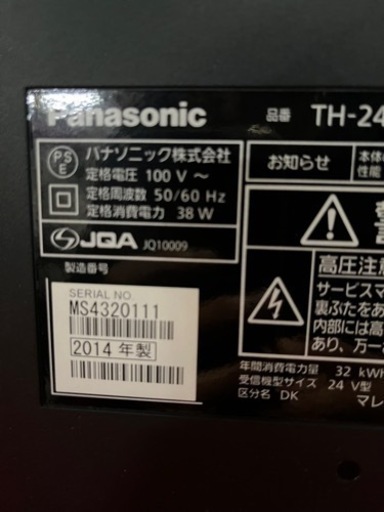 Panasonic
品番 TH-24
PS
E
パナソニック株式会社
定格電圧 100 V ~
定格周波数 50/60 Hz
定格消費電力 38 W
JQA JQ10009
製造番号
SERIAL NO.
MS4320111
2014 年製
お知らせ
本体の
性能
高圧注意
サービスマ
裏ぶたをあ
内部には高
あり、万一
年間消費電力量 32 kWh
受信機型サイズ 24 V型
区分名 DK
マレ